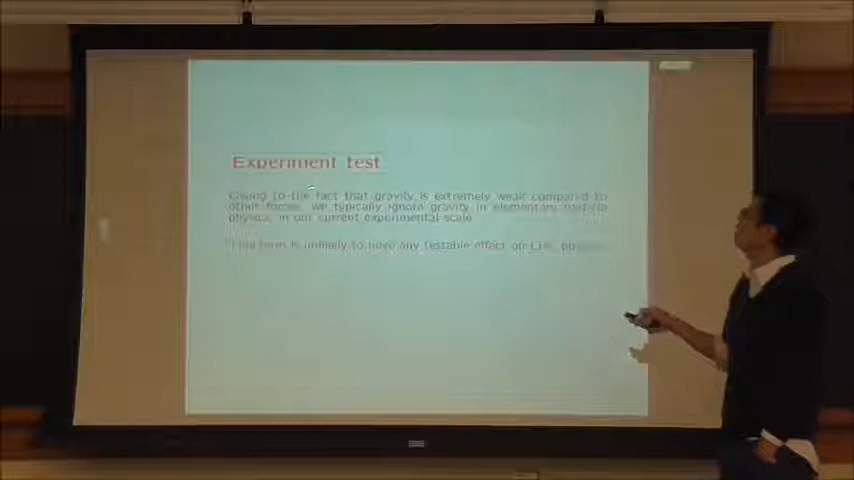 Experiment test
Owing to the fact that gravity is extremely weak compared to
other forces, we typically ignore gravity in elementary particle
physics, in our current experimental scale
This term is unlikely to have any testable effect on LHC